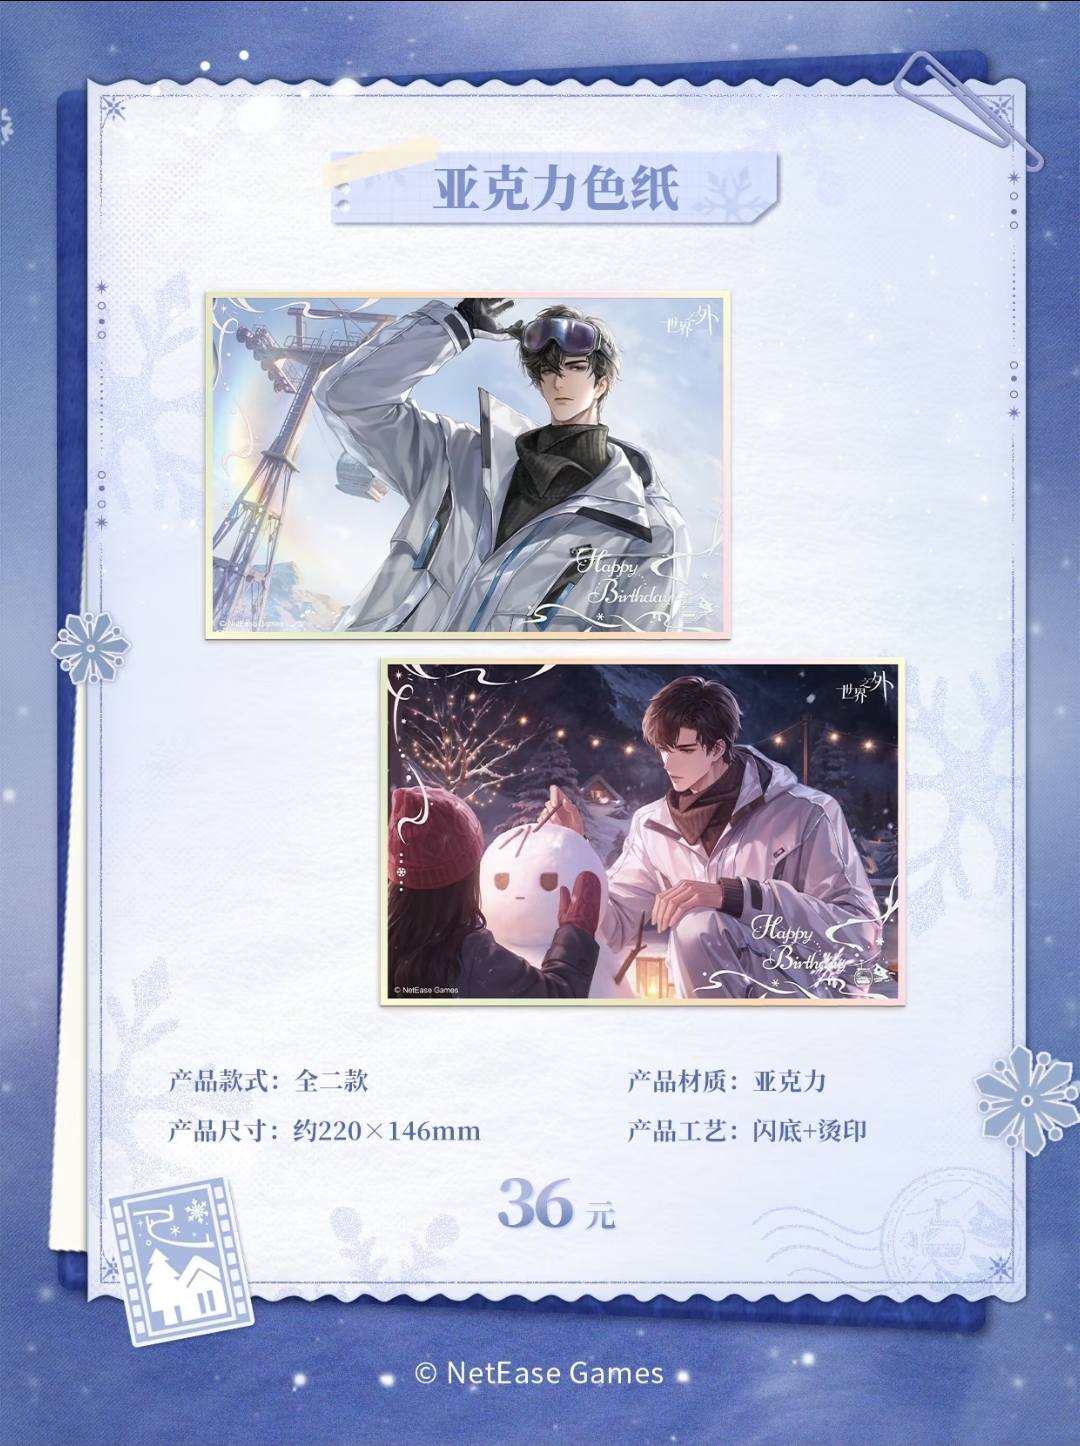 亚克力色纸
世界之外
Happy
Birthday
© NetEase Games
世界之外
Happy
Birthday
© NetEase Games
产品款式：全二款
产品材质：亚克力
产品尺寸：约220×146mm
产品工艺：闪底+烫印
36元
© NetEase Games